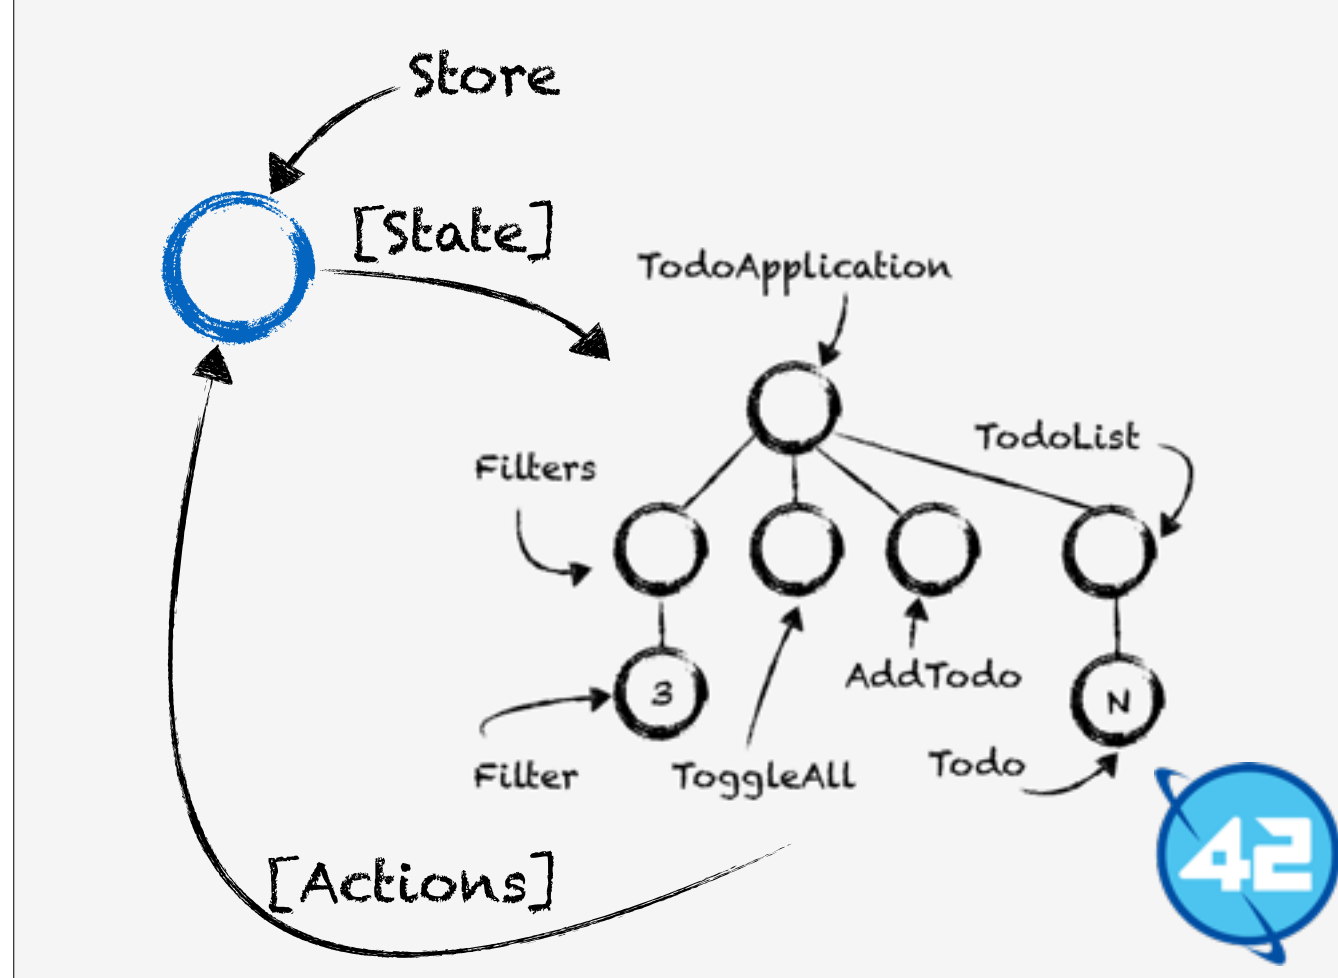 Store
[State]
TodoApplication
TodoList
Filters
3
AddTodo
N
Todo
Filter
ToggleAll
[Actions]
42